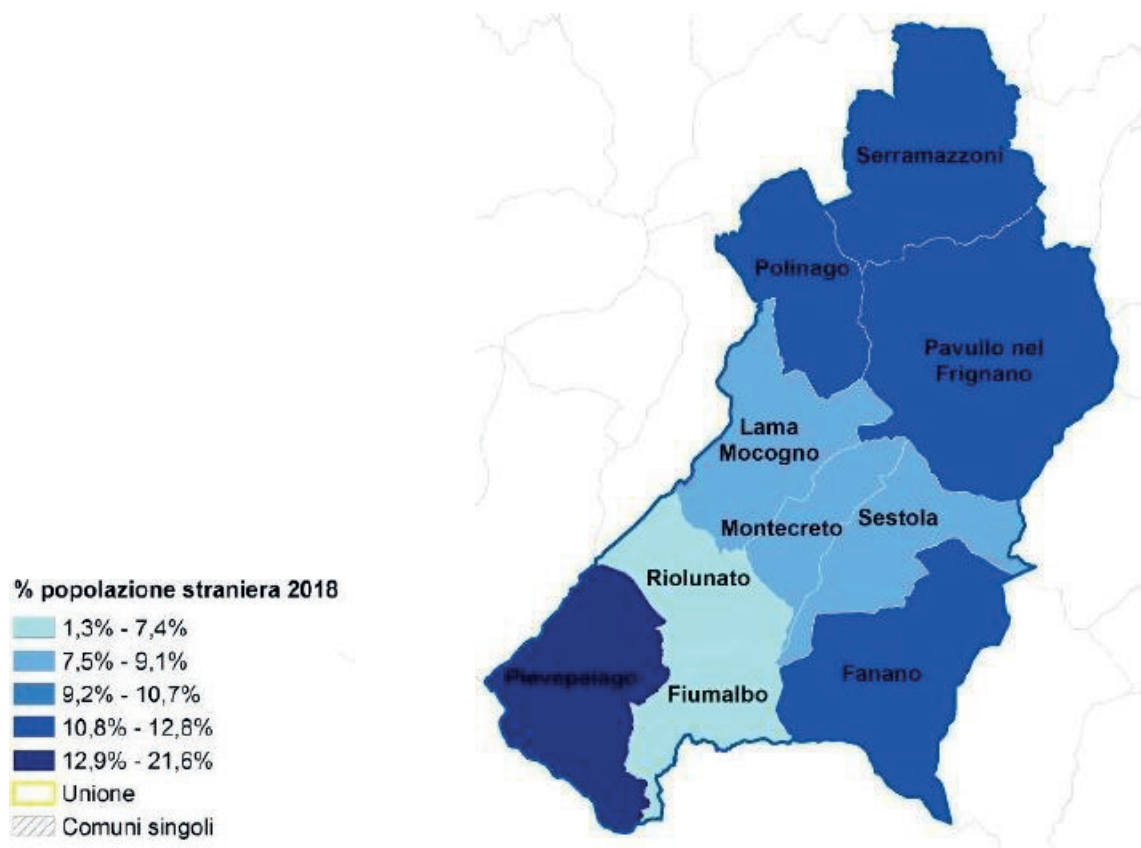 Serramazzoni
Polinago
Pavullo nel
Frignano
Lama
Mocogno
Montecreto
Sestola
Riolunato
Pievepelago
Fiumalbo
Fanano
% popolazione straniera 2018
1,3% - 7,4%
7,5% - 9,1%
9,2% - 10,7%
10,8% - 12,8%
12,9% - 21,6%
Unione
Comuni singoli